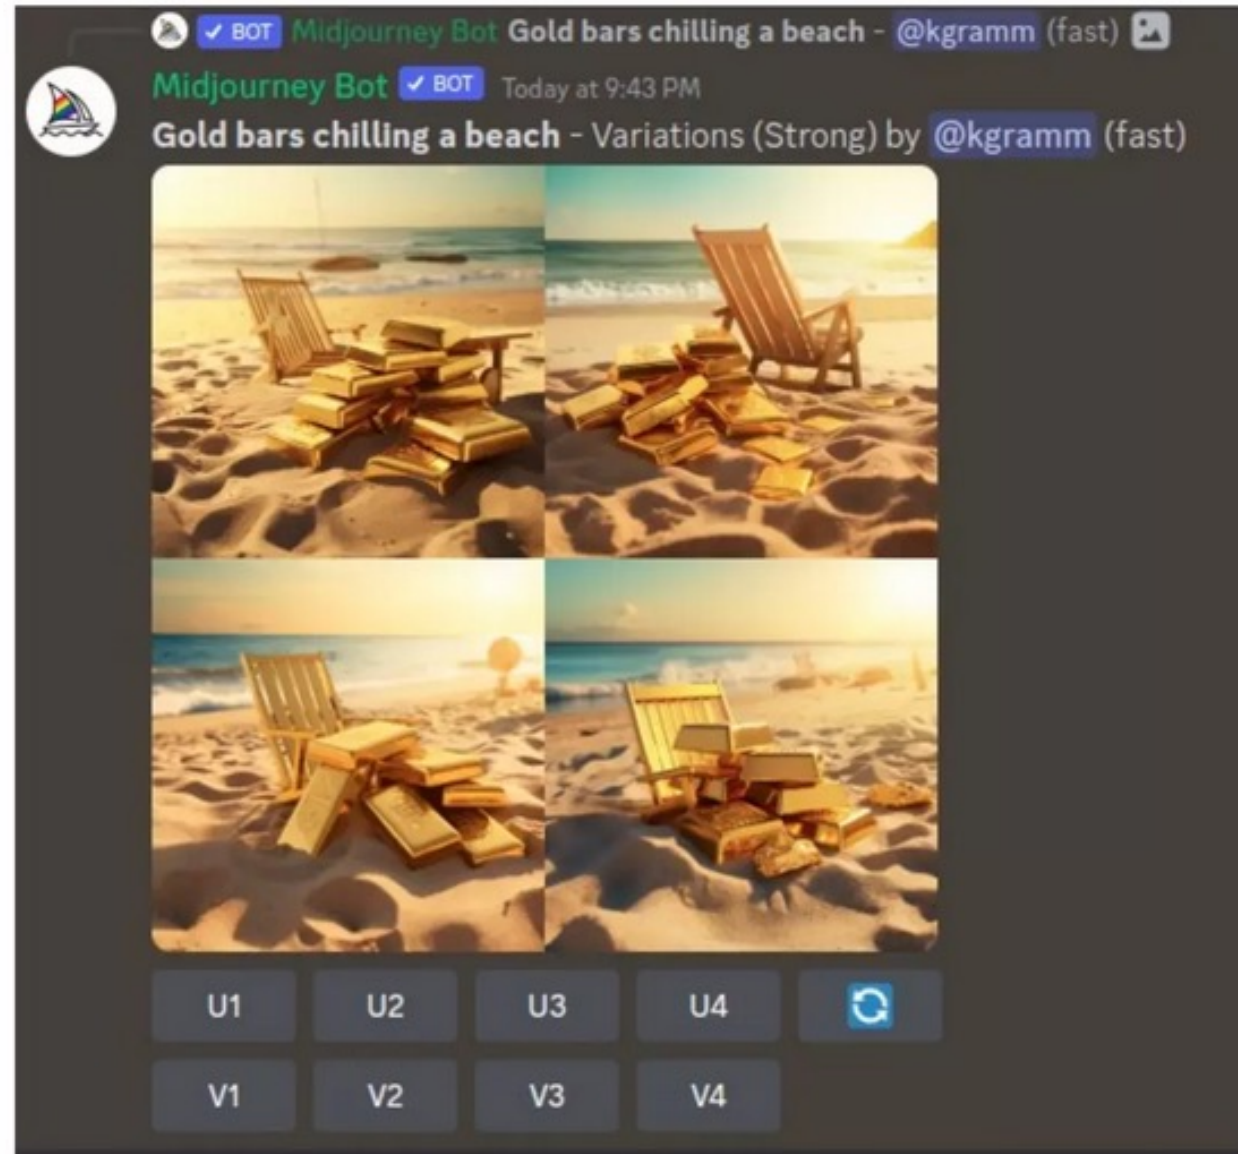 BOT Midjourney Bot Gold bars chilling a beach - @kgramm (fast)
Midjourney Bot BOT Today at 9:43 PM
Gold bars chilling a beach - Variations (Strong) by @kgramm (fast)
U1 U2 U3 U4
V1 V2 V3 V4